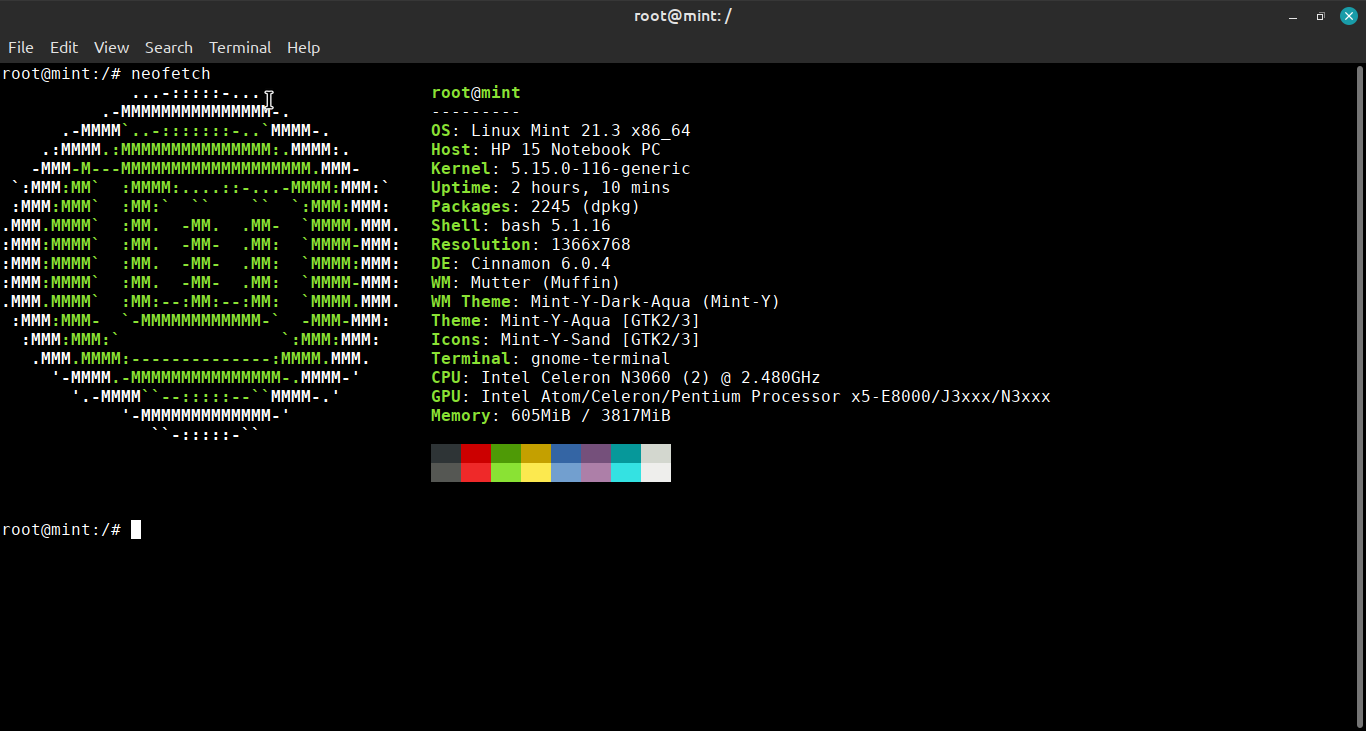 root@mint: /
File Edit View Search Terminal Help
root@mint:/# neofetch
             ...-:::::-...                 root@mint
          .-MMMMMMMMMMMMMMM-.              ---------
      .-MMMM`..-:::::::-..`MMMM-.          OS: Linux Mint 21.3 x86_64
    .:MMMM.:MMMMMMMMMMMMMMM:.MMMM:.        Host: HP 15 Notebook PC
   -MMM-M---MMMMMMMMMMMMMMMMMMM.MMM-       Kernel: 5.15.0-116-generic
 `:MMM:MM`  :MMMM:....::-...-MMMM:MMM:`    Uptime: 2 hours, 10 mins
 :MMM:MMM`  :MM:`  ``    ``  `:MMM:MMM:    Packages: 2245 (dpkg)
.MMM.MMMM`  :MM.  -MM.  .MM-  `MMMM.MMM.   Shell: bash 5.1.16
:MMM:MMMM`  :MM.  -MM-  .MM:  `MMMM-MMM:   Resolution: 1366x768
:MMM:MMMM`  :MM.  -MM-  .MM:  `MMMM:MMM:   DE: Cinnamon 6.0.4
:MMM:MMMM`  :MM.  -MM-  .MM:  `MMMM-MMM:   WM: Mutter (Muffin)
.MMM.MMMM`  :MM:--:MM:--:MM:  `MMMM.MMM.   WM Theme: Mint-Y-Dark-Aqua (Mint-Y)
 :MMM:MMM-  `-MMMMMMMMMMMM-`  -MMM-MMM:    Theme: Mint-Y-Aqua [GTK2/3]
  :MMM:MMM:`                `:MMM:MMM:     Icons: Mint-Y-Sand [GTK2/3]
   .MMM.MMMM:--------------:MMMM.MMM.      Terminal: gnome-terminal
     '-MMMM.-MMMMMMMMMMMMMMM-.MMMM-'       CPU: Intel Celeron N3060 (2) @ 2.480GHz
       '.-MMMM``--:::::--``MMMM-.'         GPU: Intel Atom/Celeron/Pentium Processor x5-E8000/J3xxx/N3xxx
            '-MMMMMMMMMMMMM-'              Memory: 605MiB / 3817MiB
               ``-:::::-``
root@mint:/#